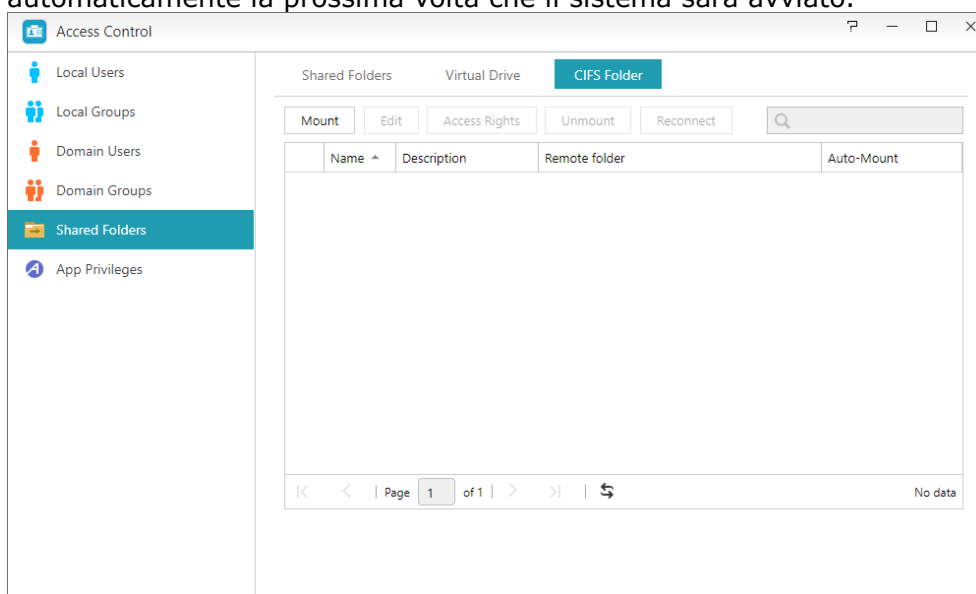 automaticamente la prossima volta che il sistema sarà avviato.
Access Control
Local Users
Local Groups
Domain Users
Domain Groups
Shared Folders
App Privileges
Shared Folders Virtual Drive CIFS Folder
Mount Edit Access Rights Unmount Reconnect
Name Description Remote folder Auto-Mount
Page 1 of 1 No data